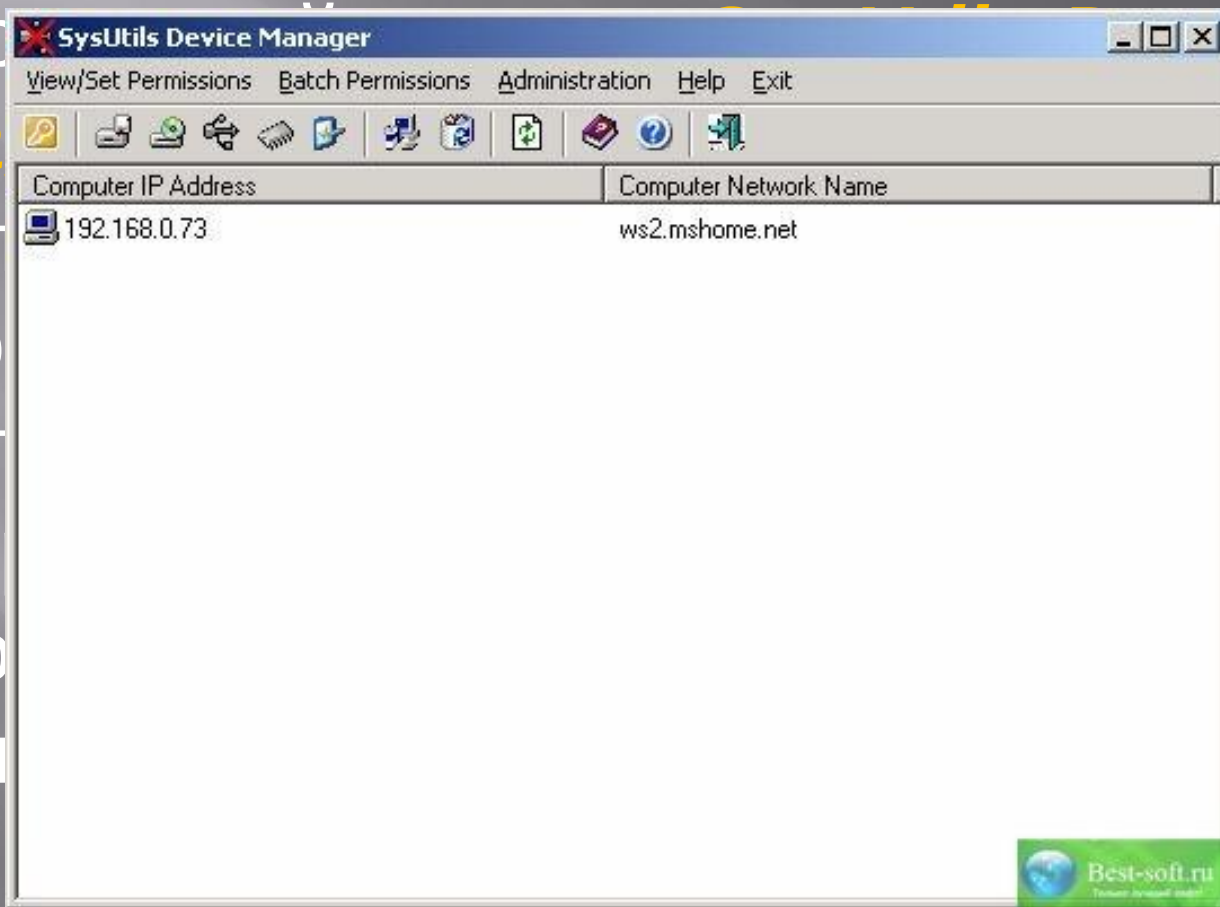 SysUtils Device Manager
View/Set Permissions Batch Permissions Administration Help Exit
Computer IP Address Computer Network Name
192.168.0.73 ws2.mshome.net
Best-soft.ru